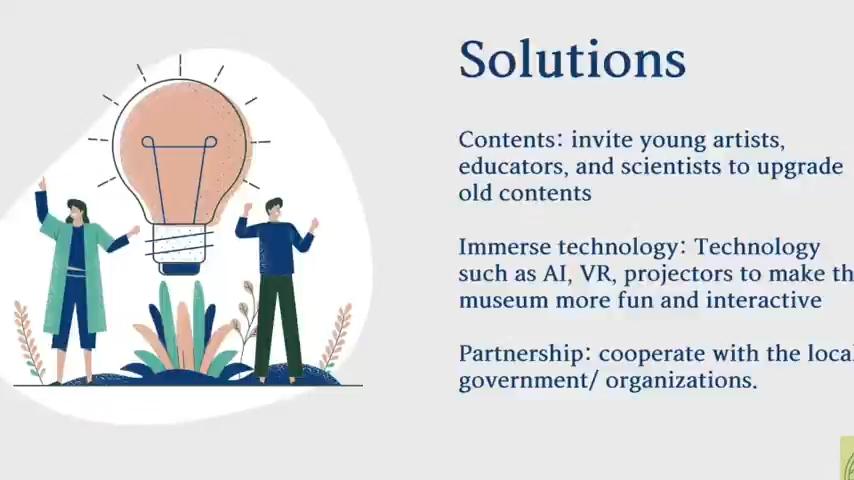 Solutions
Contents: invite young artists,
educators, and scientists to upgrade
old contents
Immerse technology: Technology
such as AI, VR, projectors to make th
museum more fun and interactive
Partnership: cooperate with the local
government/ organizations.